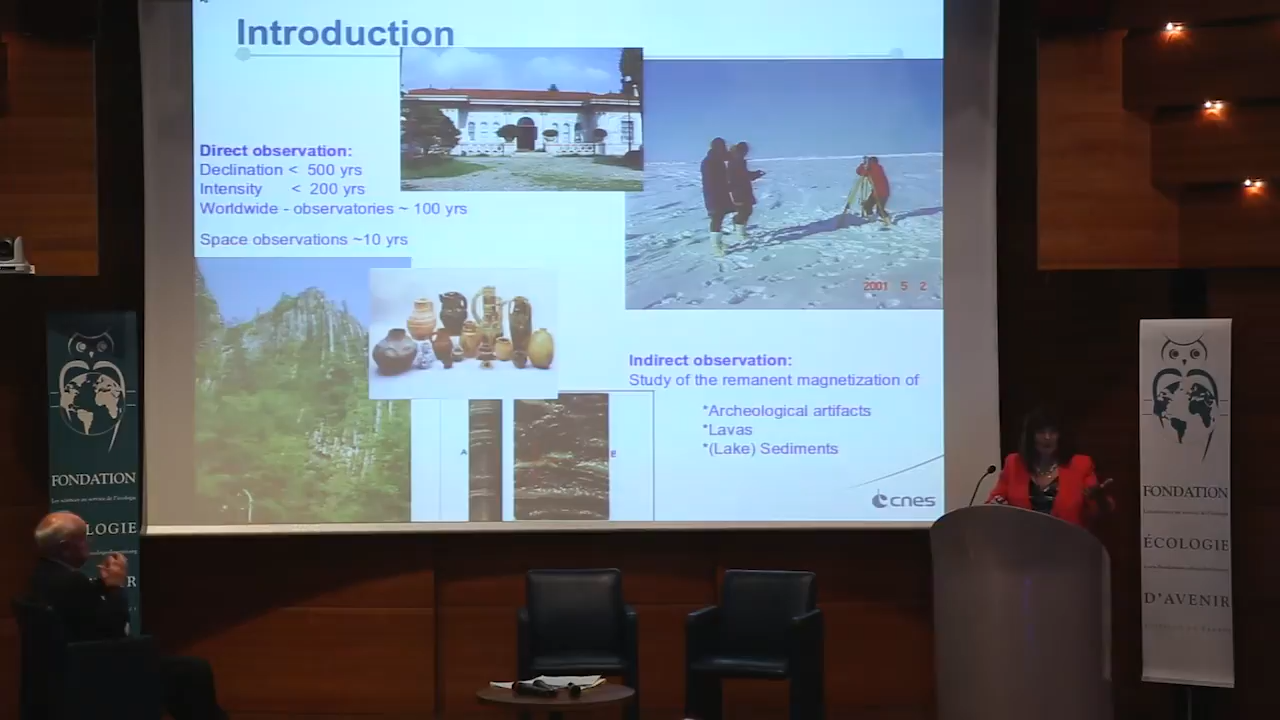 Introduction
Direct observation:
Declination < 500 yrs
Intensity < 200 yrs
Worldwide - observatories ~ 100 yrs
Space observations ~10 yrs
2001 5 2
Indirect observation:
Study of the remanent magnetization of
*Archeological artifacts
*Lavas
*(Lake) Sediments
A
B
cnes
FONDATION
LOGIE
R
FONDATION
ÉCOLOGIE
D'AVENIR